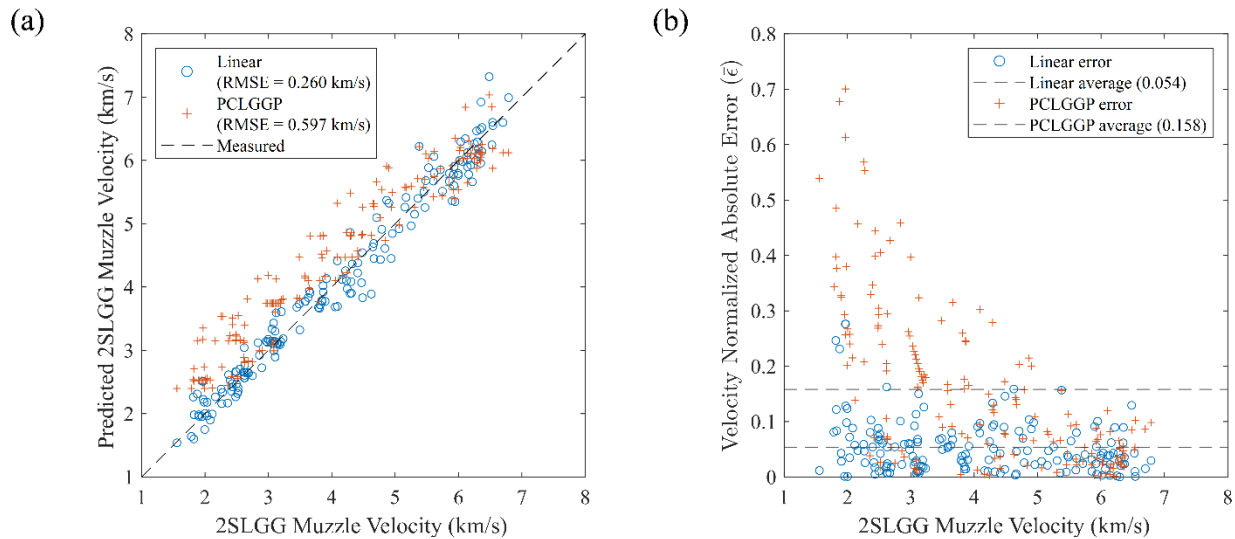 (a)
8
7
6
5
4
3
2
1
Predicted 2SLGG Muzzle Velocity (km/s)
Linear
(RMSE = 0.260 km/s)
PCLGGP
(RMSE = 0.597 km/s)
Measured
1 2 3 4 5 6 7 8
2SLGG Muzzle Velocity (km/s)
(b)
0.8
0.7
0.6
0.5
0.4
0.3
0.2
0.1
0
Velocity Normalized Absolute Error (ε̄)
Linear error
Linear average (0.054)
PCLGGP error
PCLGGP average (0.158)
1 2 3 4 5 6 7 8
2SLGG Muzzle Velocity (km/s)